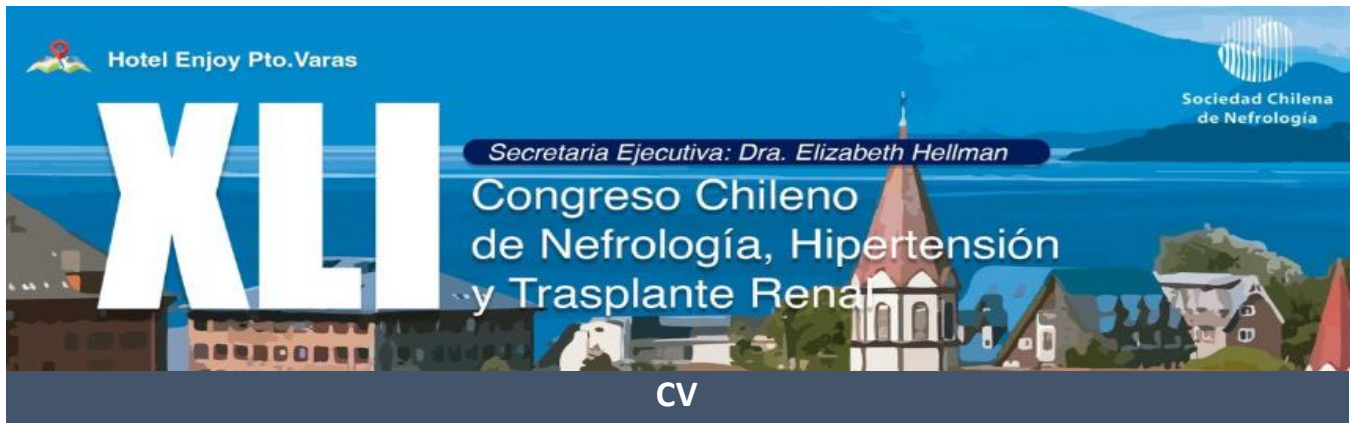 Hotel Enjoy Pto.Varas
Sociedad Chilena
de Nefrología
XLI
Secretaria Ejecutiva: Dra. Elizabeth Hellman
Congreso Chileno
de Nefrología, Hipertensión
y Trasplante Renal
CV